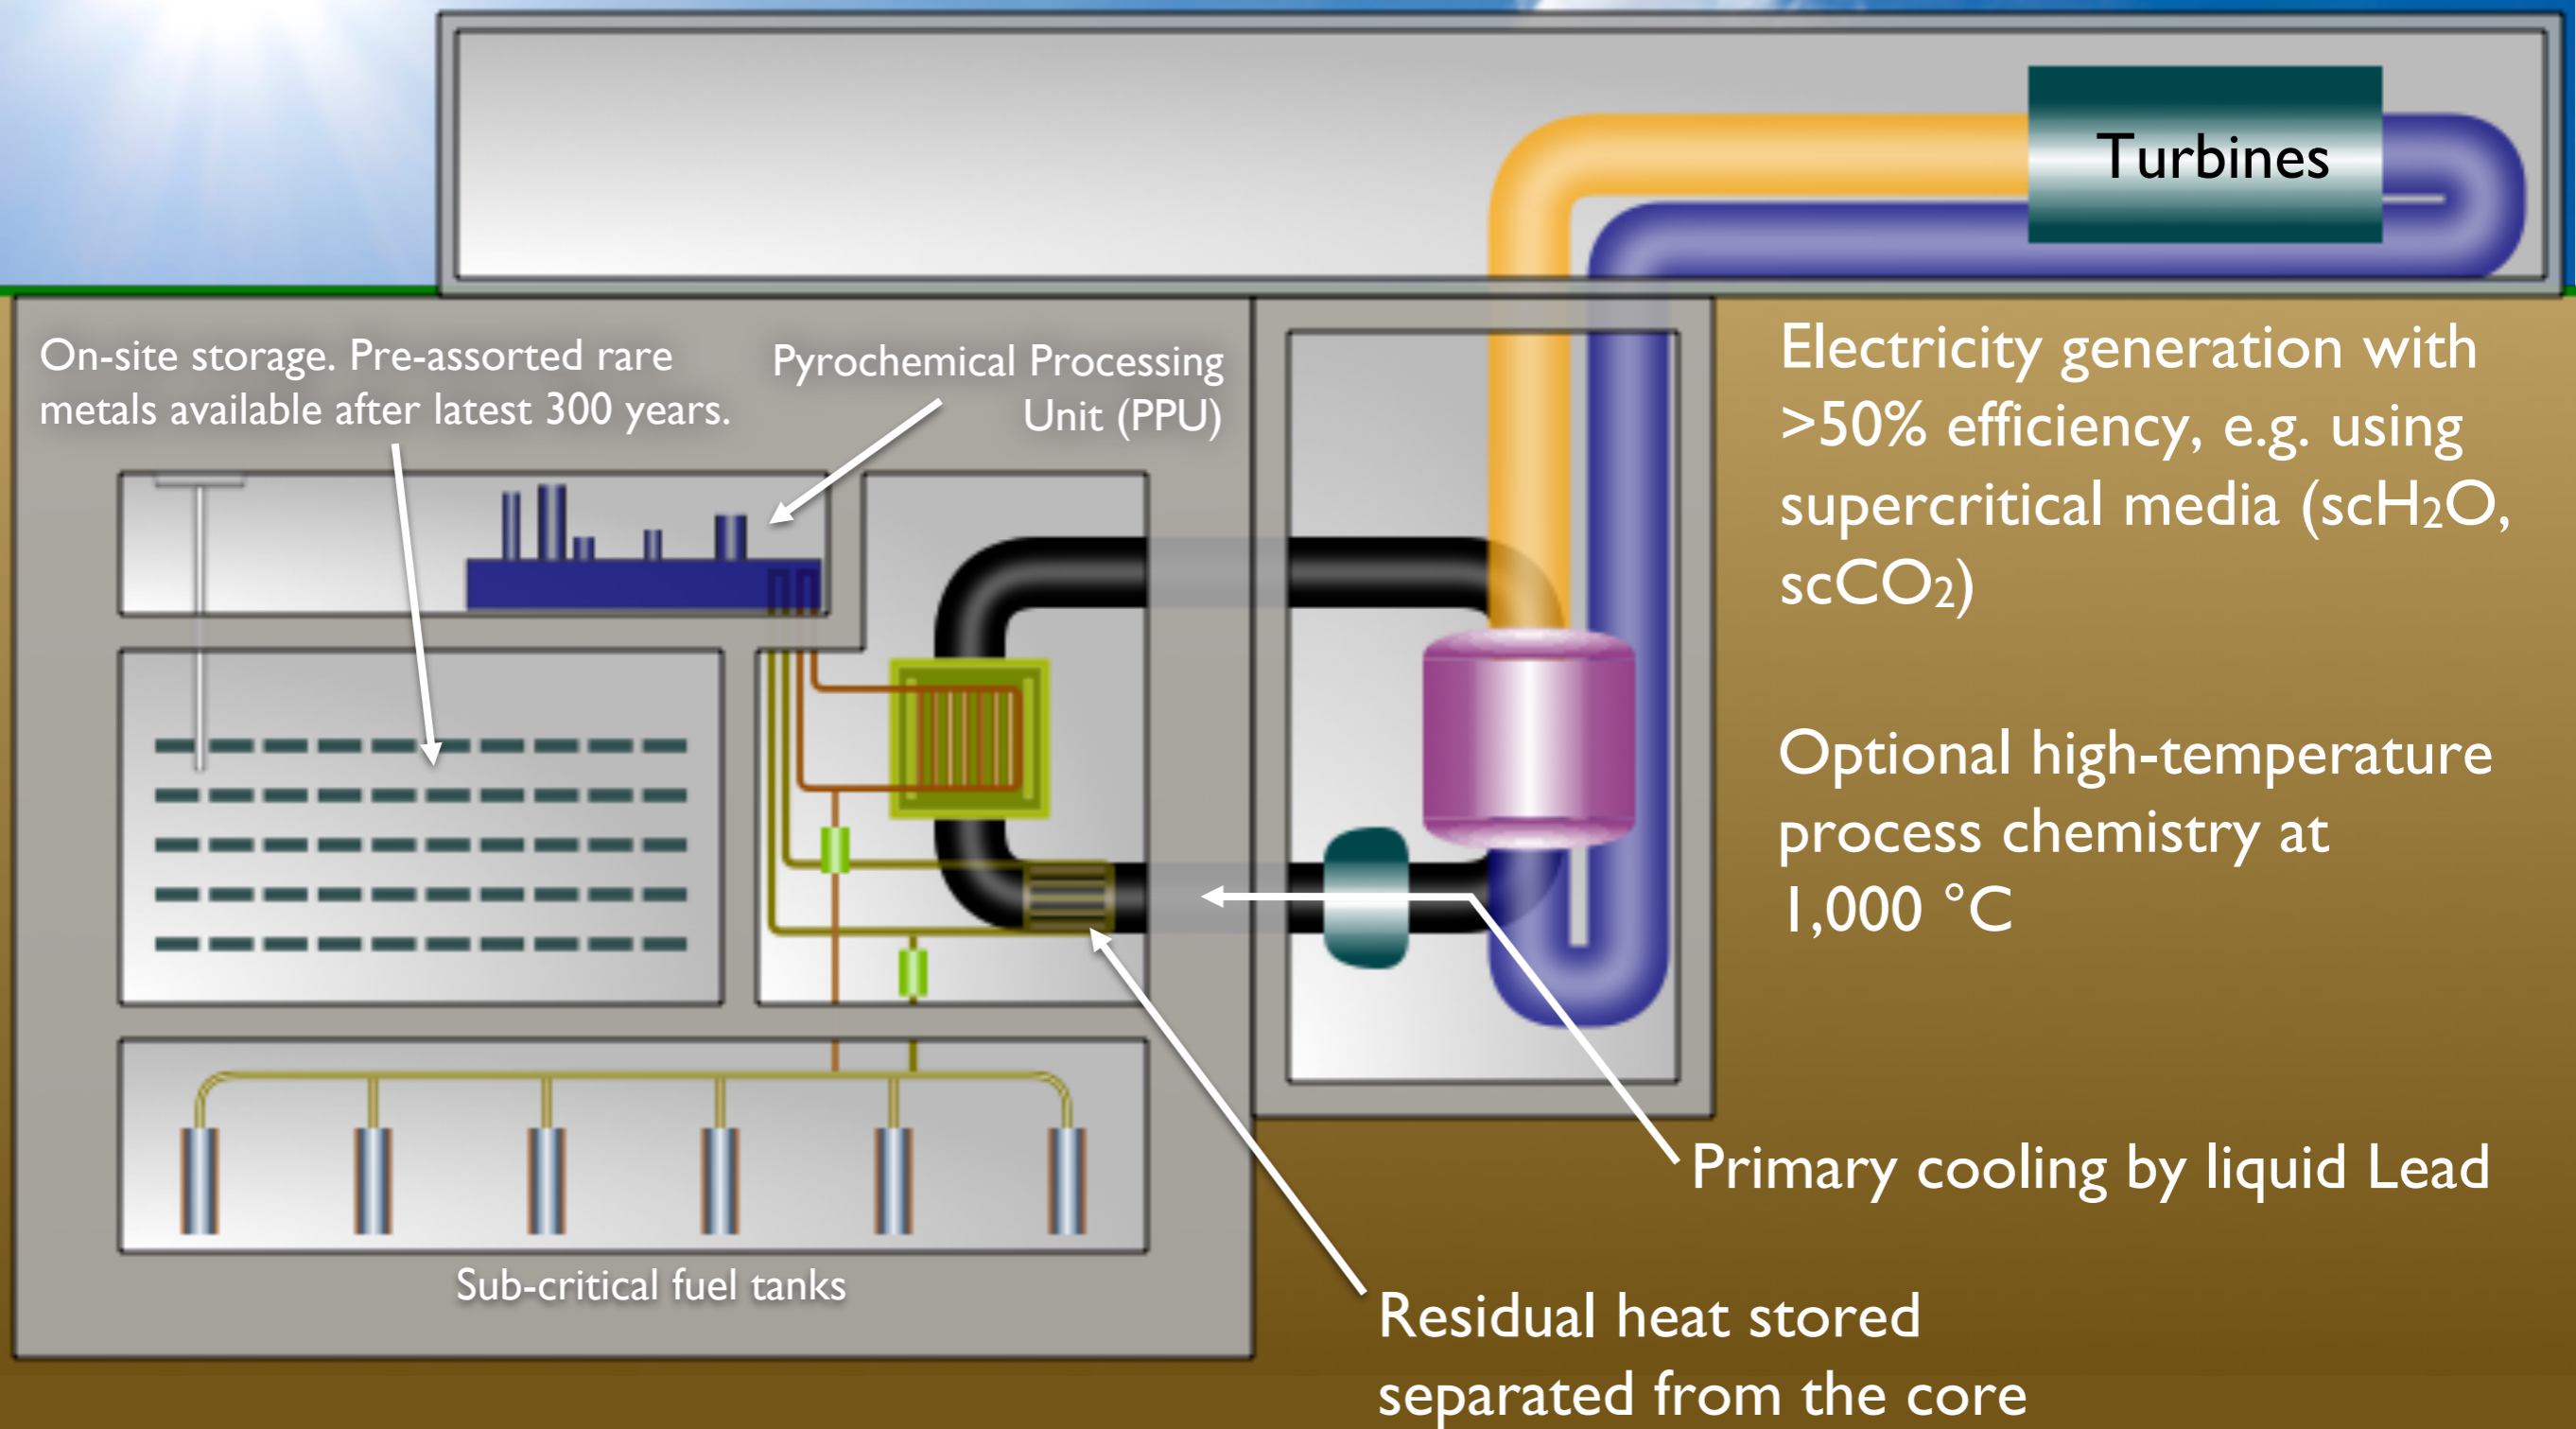 Turbines
On-site storage. Pre-assorted rare
metals available after latest 300 years.
Pyrochemical Processing
Unit (PPU)
Electricity generation with
>50% efficiency, e.g. using
supercritical media (scH₂O,
scCO₂)
Optional high-temperature
process chemistry at
1,000 °C
Primary cooling by liquid Lead
Sub-critical fuel tanks
Residual heat stored
separated from the core